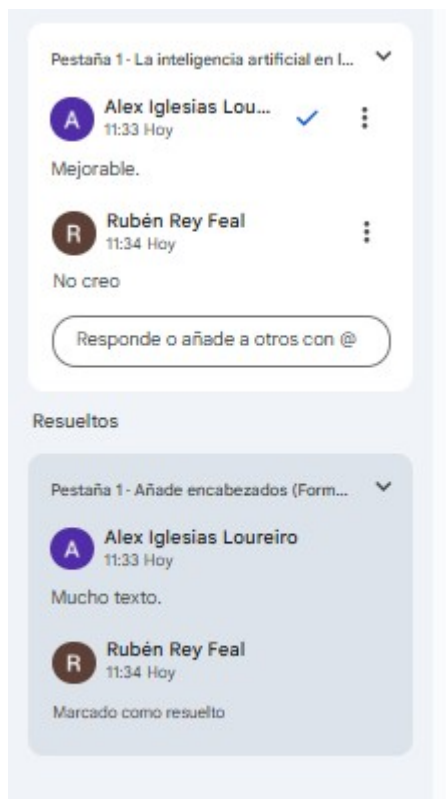 Pestaña 1 - La inteligencia artificial en l...
A
Alex Iglesias Lou...
11:33 Hoy
Mejorable.
R
Rubén Rey Feal
11:34 Hoy
No creo
Responde o añade a otros con @
Resueltos
Pestaña 1 - Añade encabezados (Form...
A
Alex Iglesias Loureiro
11:33 Hoy
Mucho texto.
R
Rubén Rey Feal
11:34 Hoy
Marcado como resuelto